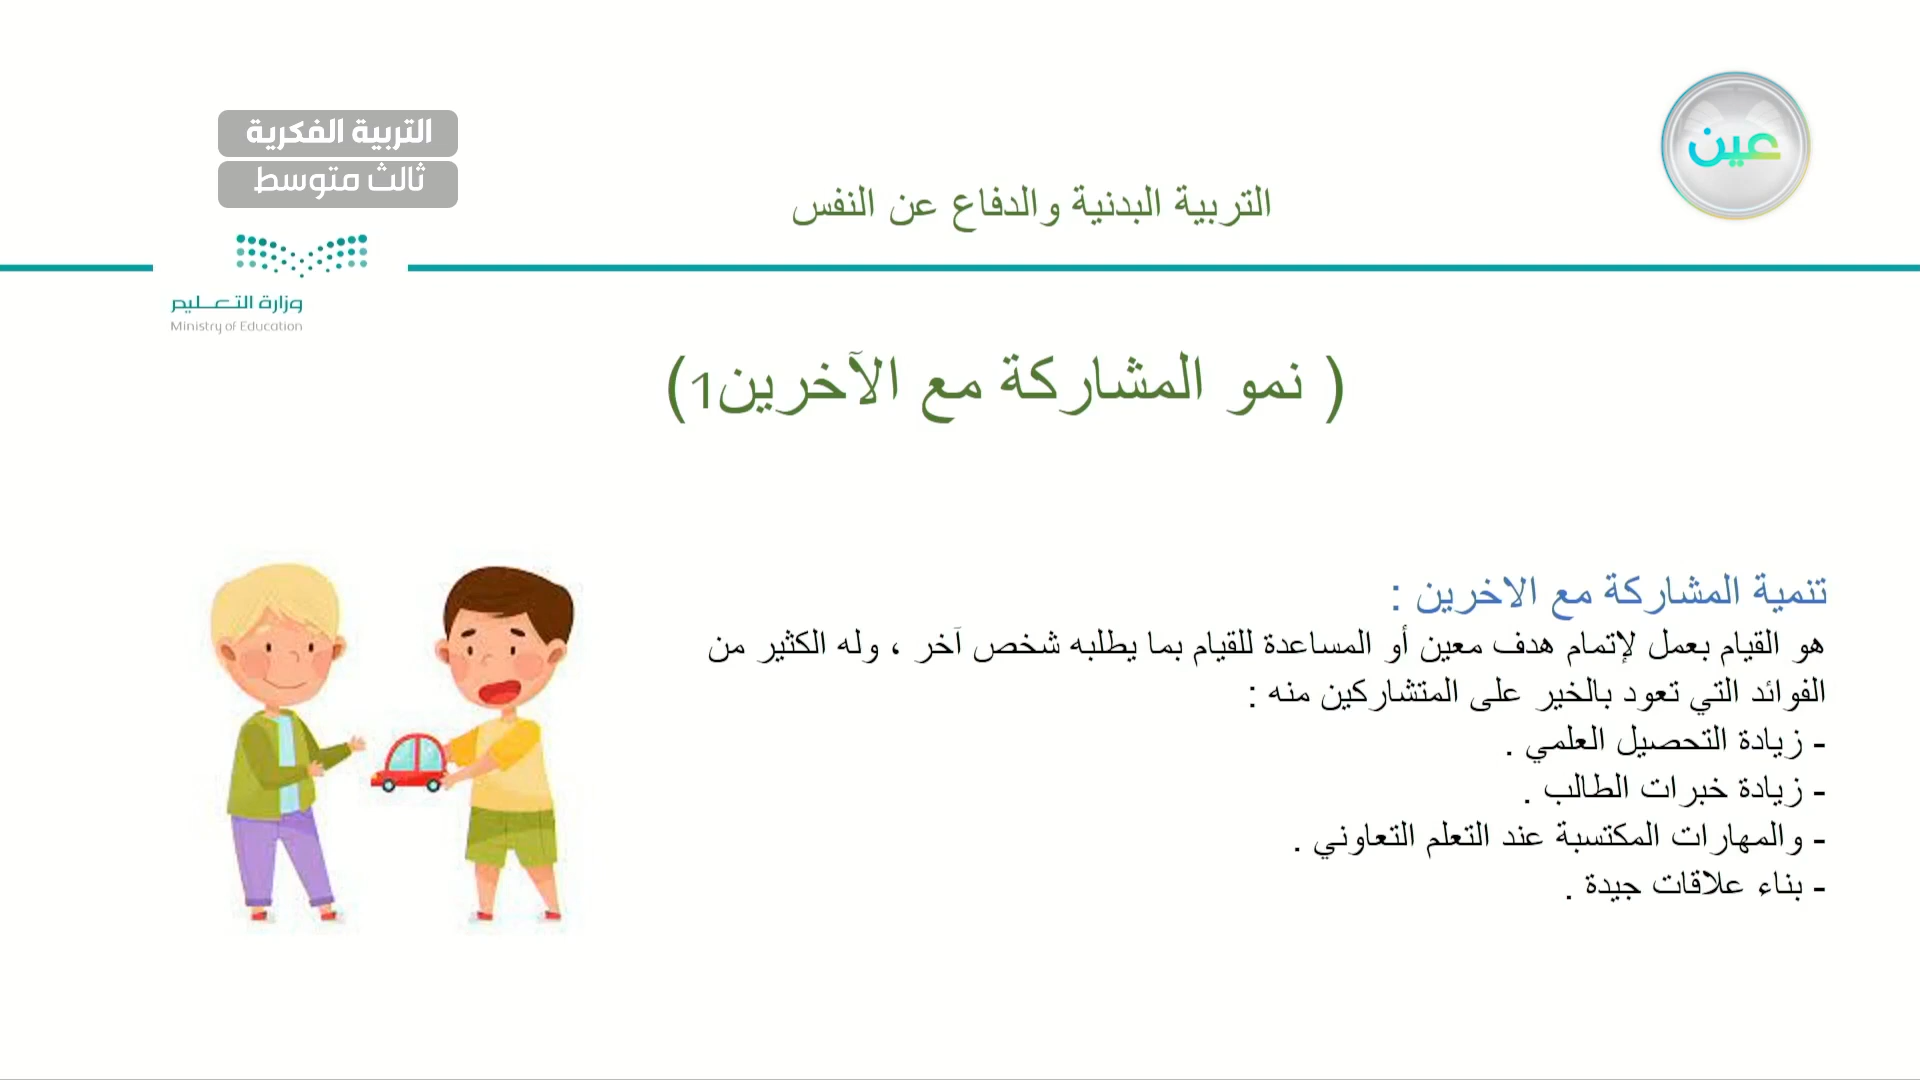 التربية الفكرية
ثالث متوسط
عين
التربية البدنية والدفاع عن النفس
وزارة التعليم
Ministry of Education
( نمو المشاركة مع الآخرين1)
تنمية المشاركة مع الاخرين :
هو القيام بعمل لإتمام هدف معين أو المساعدة للقيام بما يطلبه شخص آخر ، وله الكثير من
الفوائد التي تعود بالخير على المتشاركين منه :
- زيادة التحصيل العلمي .
- زيادة خبرات الطالب .
- والمهارات المكتسبة عند التعلم التعاوني .
- بناء علاقات جيدة .